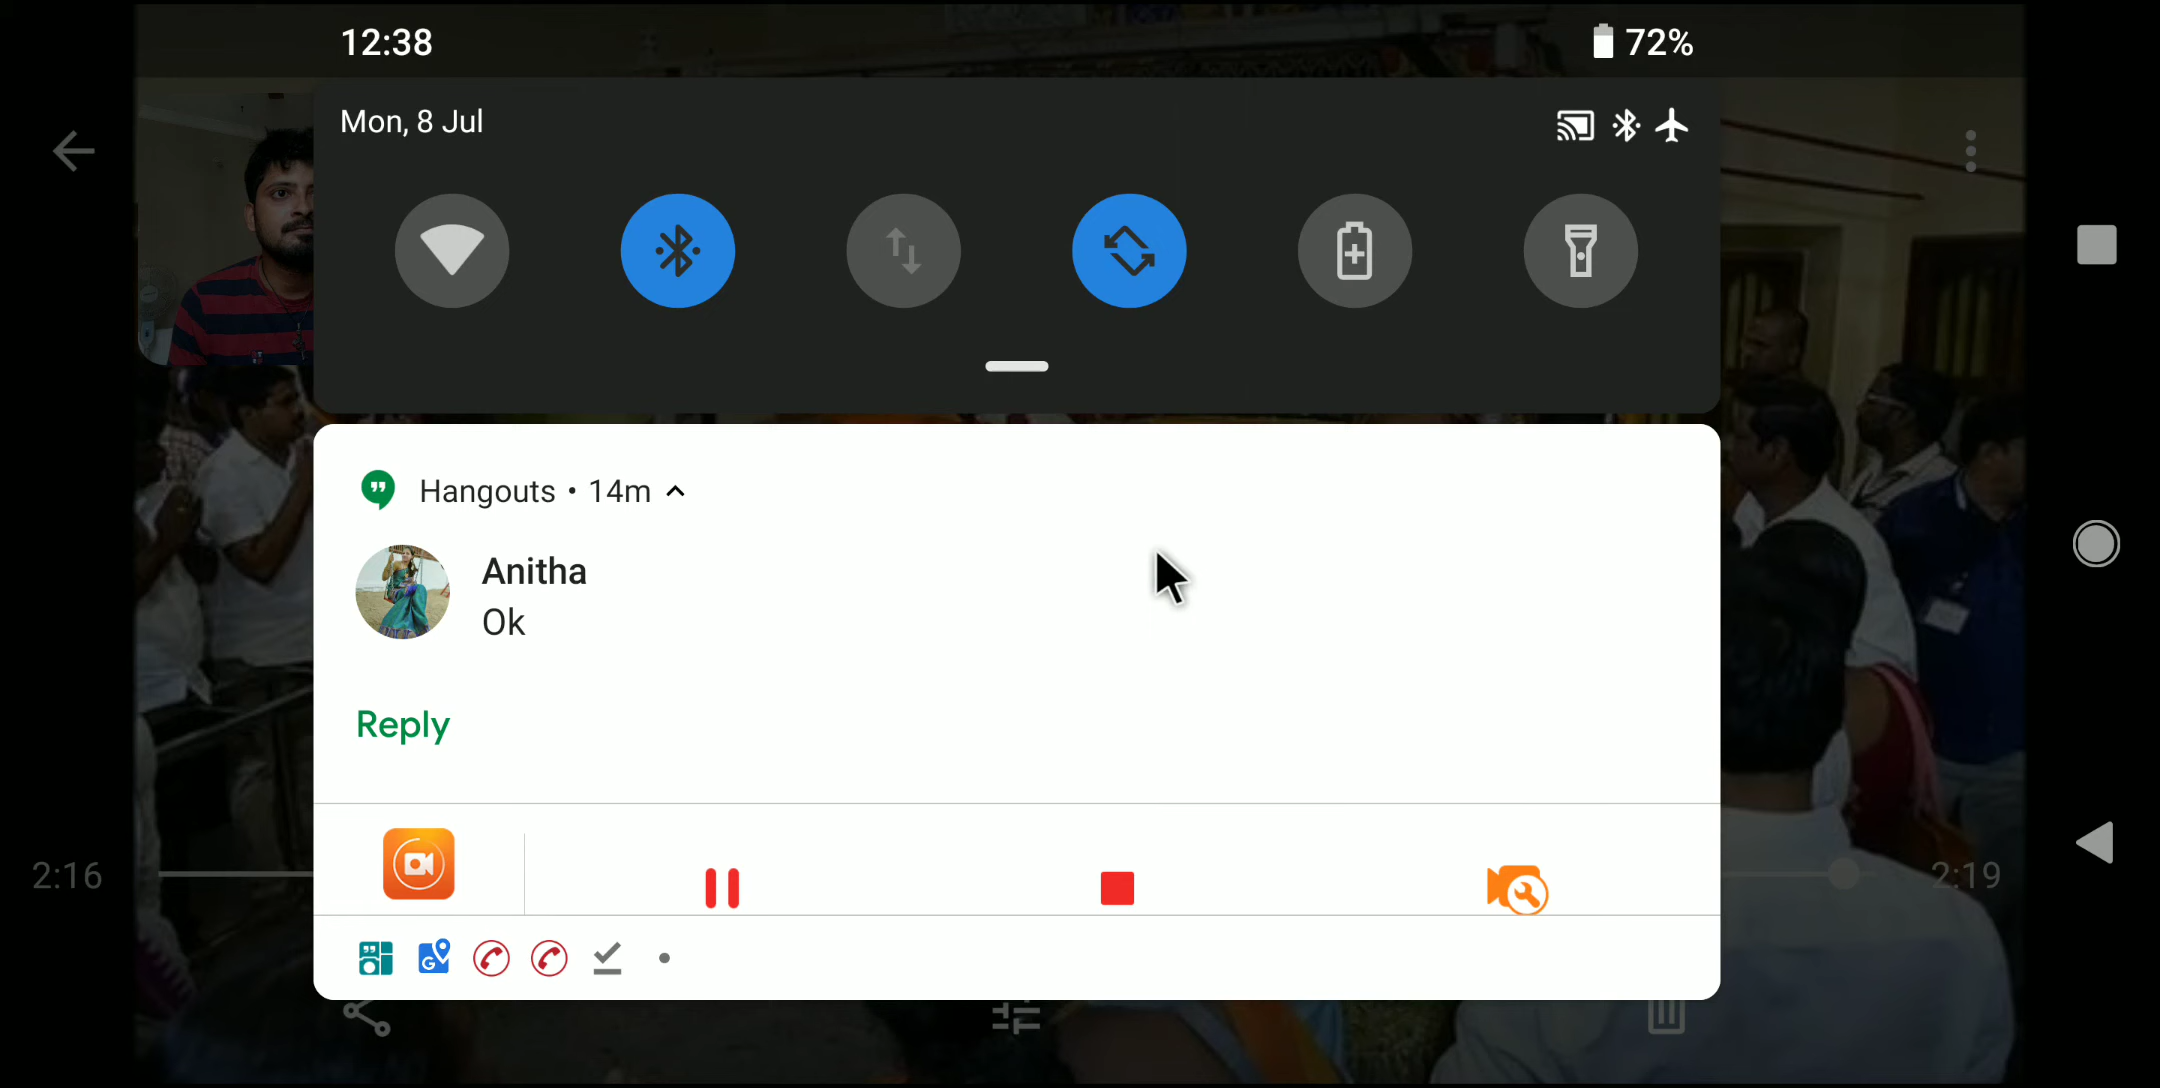 12:38
72%
Mon, 8 Jul
Hangouts • 14m
Anitha
Ok
Reply
2:16
2:19